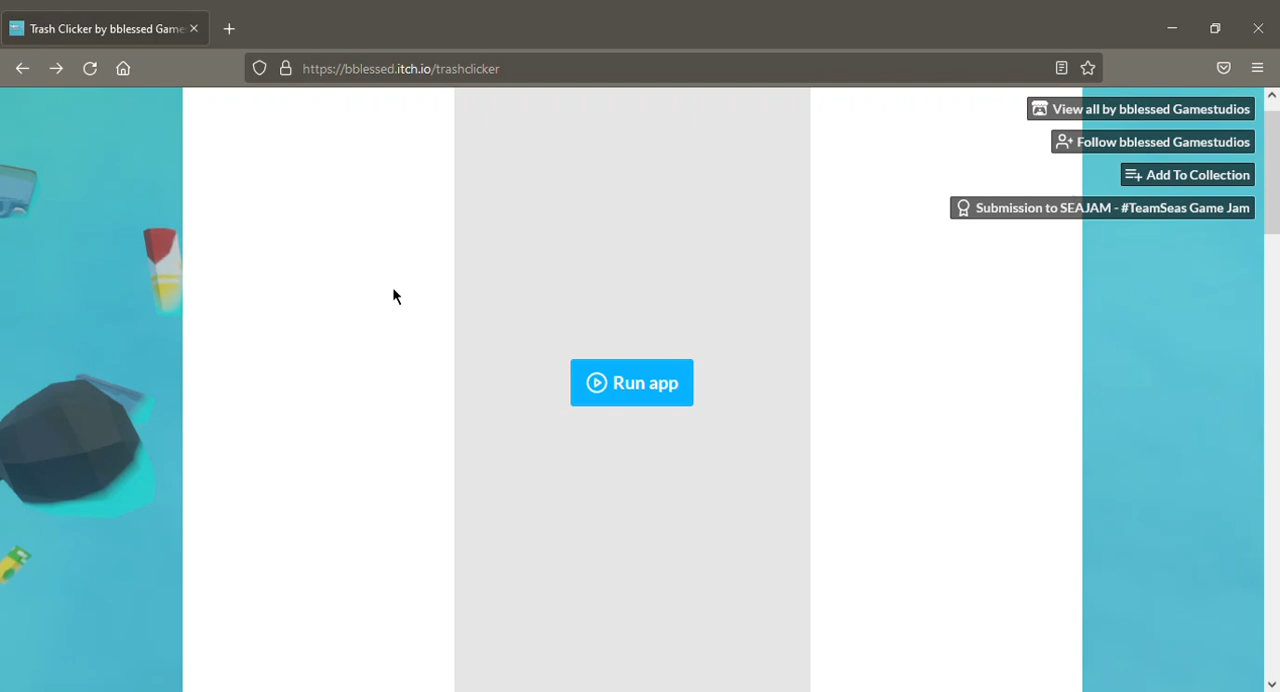 Trash Clicker by bblessed Game
https://bblessed.itch.io/trashclicker
View all by bblessed Gamestudios
Follow bblessed Gamestudios
Add To Collection
Submission to SEAJAM - #TeamSeas Game Jam
Run app